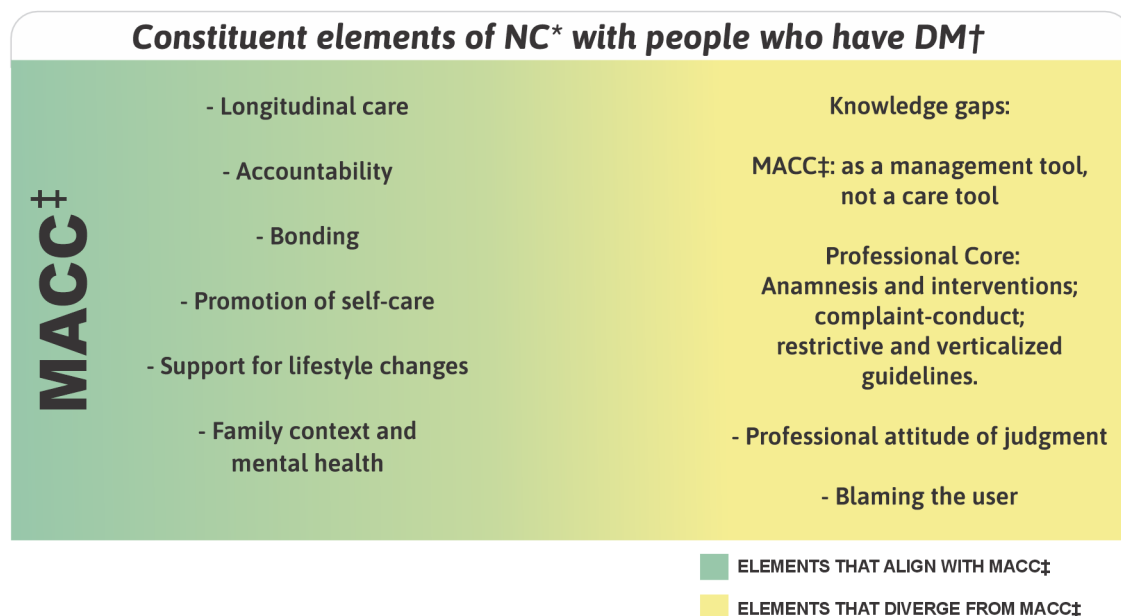 Constituent elements of NC* with people who have DM†
MACC‡
- Longitudinal care
- Accountability
- Bonding
- Promotion of self-care
- Support for lifestyle changes
- Family context and
mental health
Knowledge gaps:
MACC‡: as a management tool,
not a care tool
Professional Core:
Anamnesis and interventions;
complaint-conduct;
restrictive and verticalized
guidelines.
- Professional attitude of judgment
- Blaming the user
ELEMENTS THAT ALIGN WITH MACC‡
ELEMENTS THAT DIVERGE FROM MACC‡